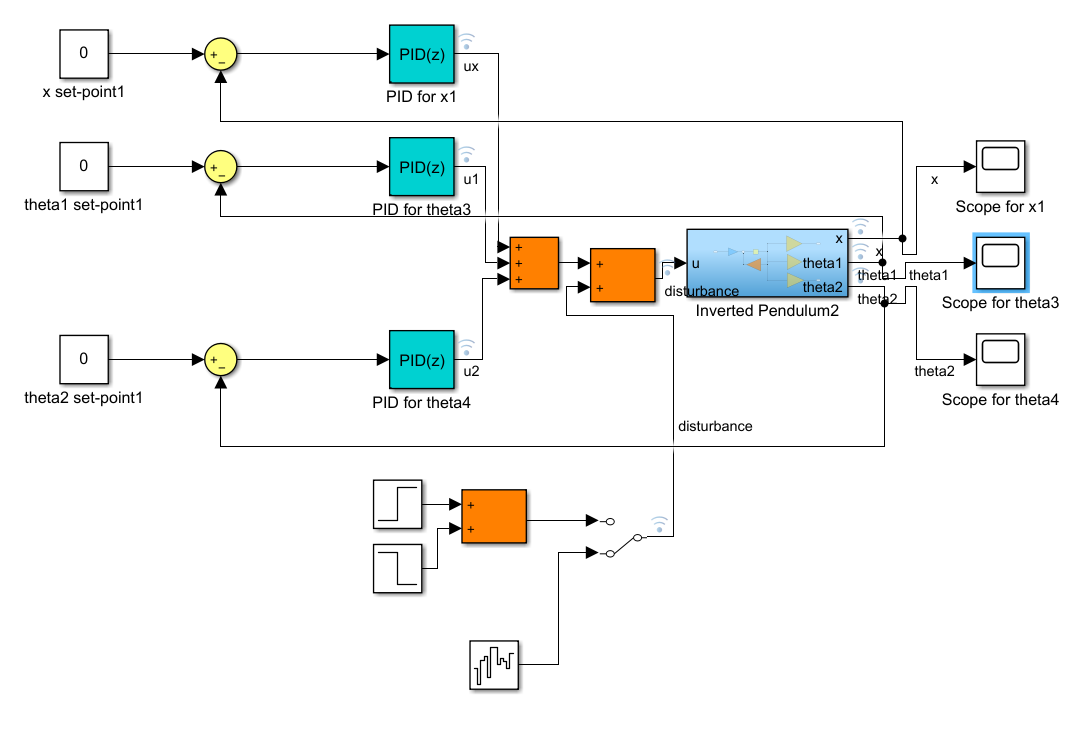 0
x set-point1
+
−
PID(z)
ux
PID for x1
0
theta1 set-point1
+
−
PID(z)
u1
PID for theta3
x
Scope for x1
+
+
+
+
+
u
x
theta1
theta2
Inverted Pendulum2
disturbance
x
theta1
theta1
theta2
Scope for theta3
0
theta2 set-point1
+
−
PID(z)
u2
PID for theta4
theta2
Scope for theta4
disturbance
+
+